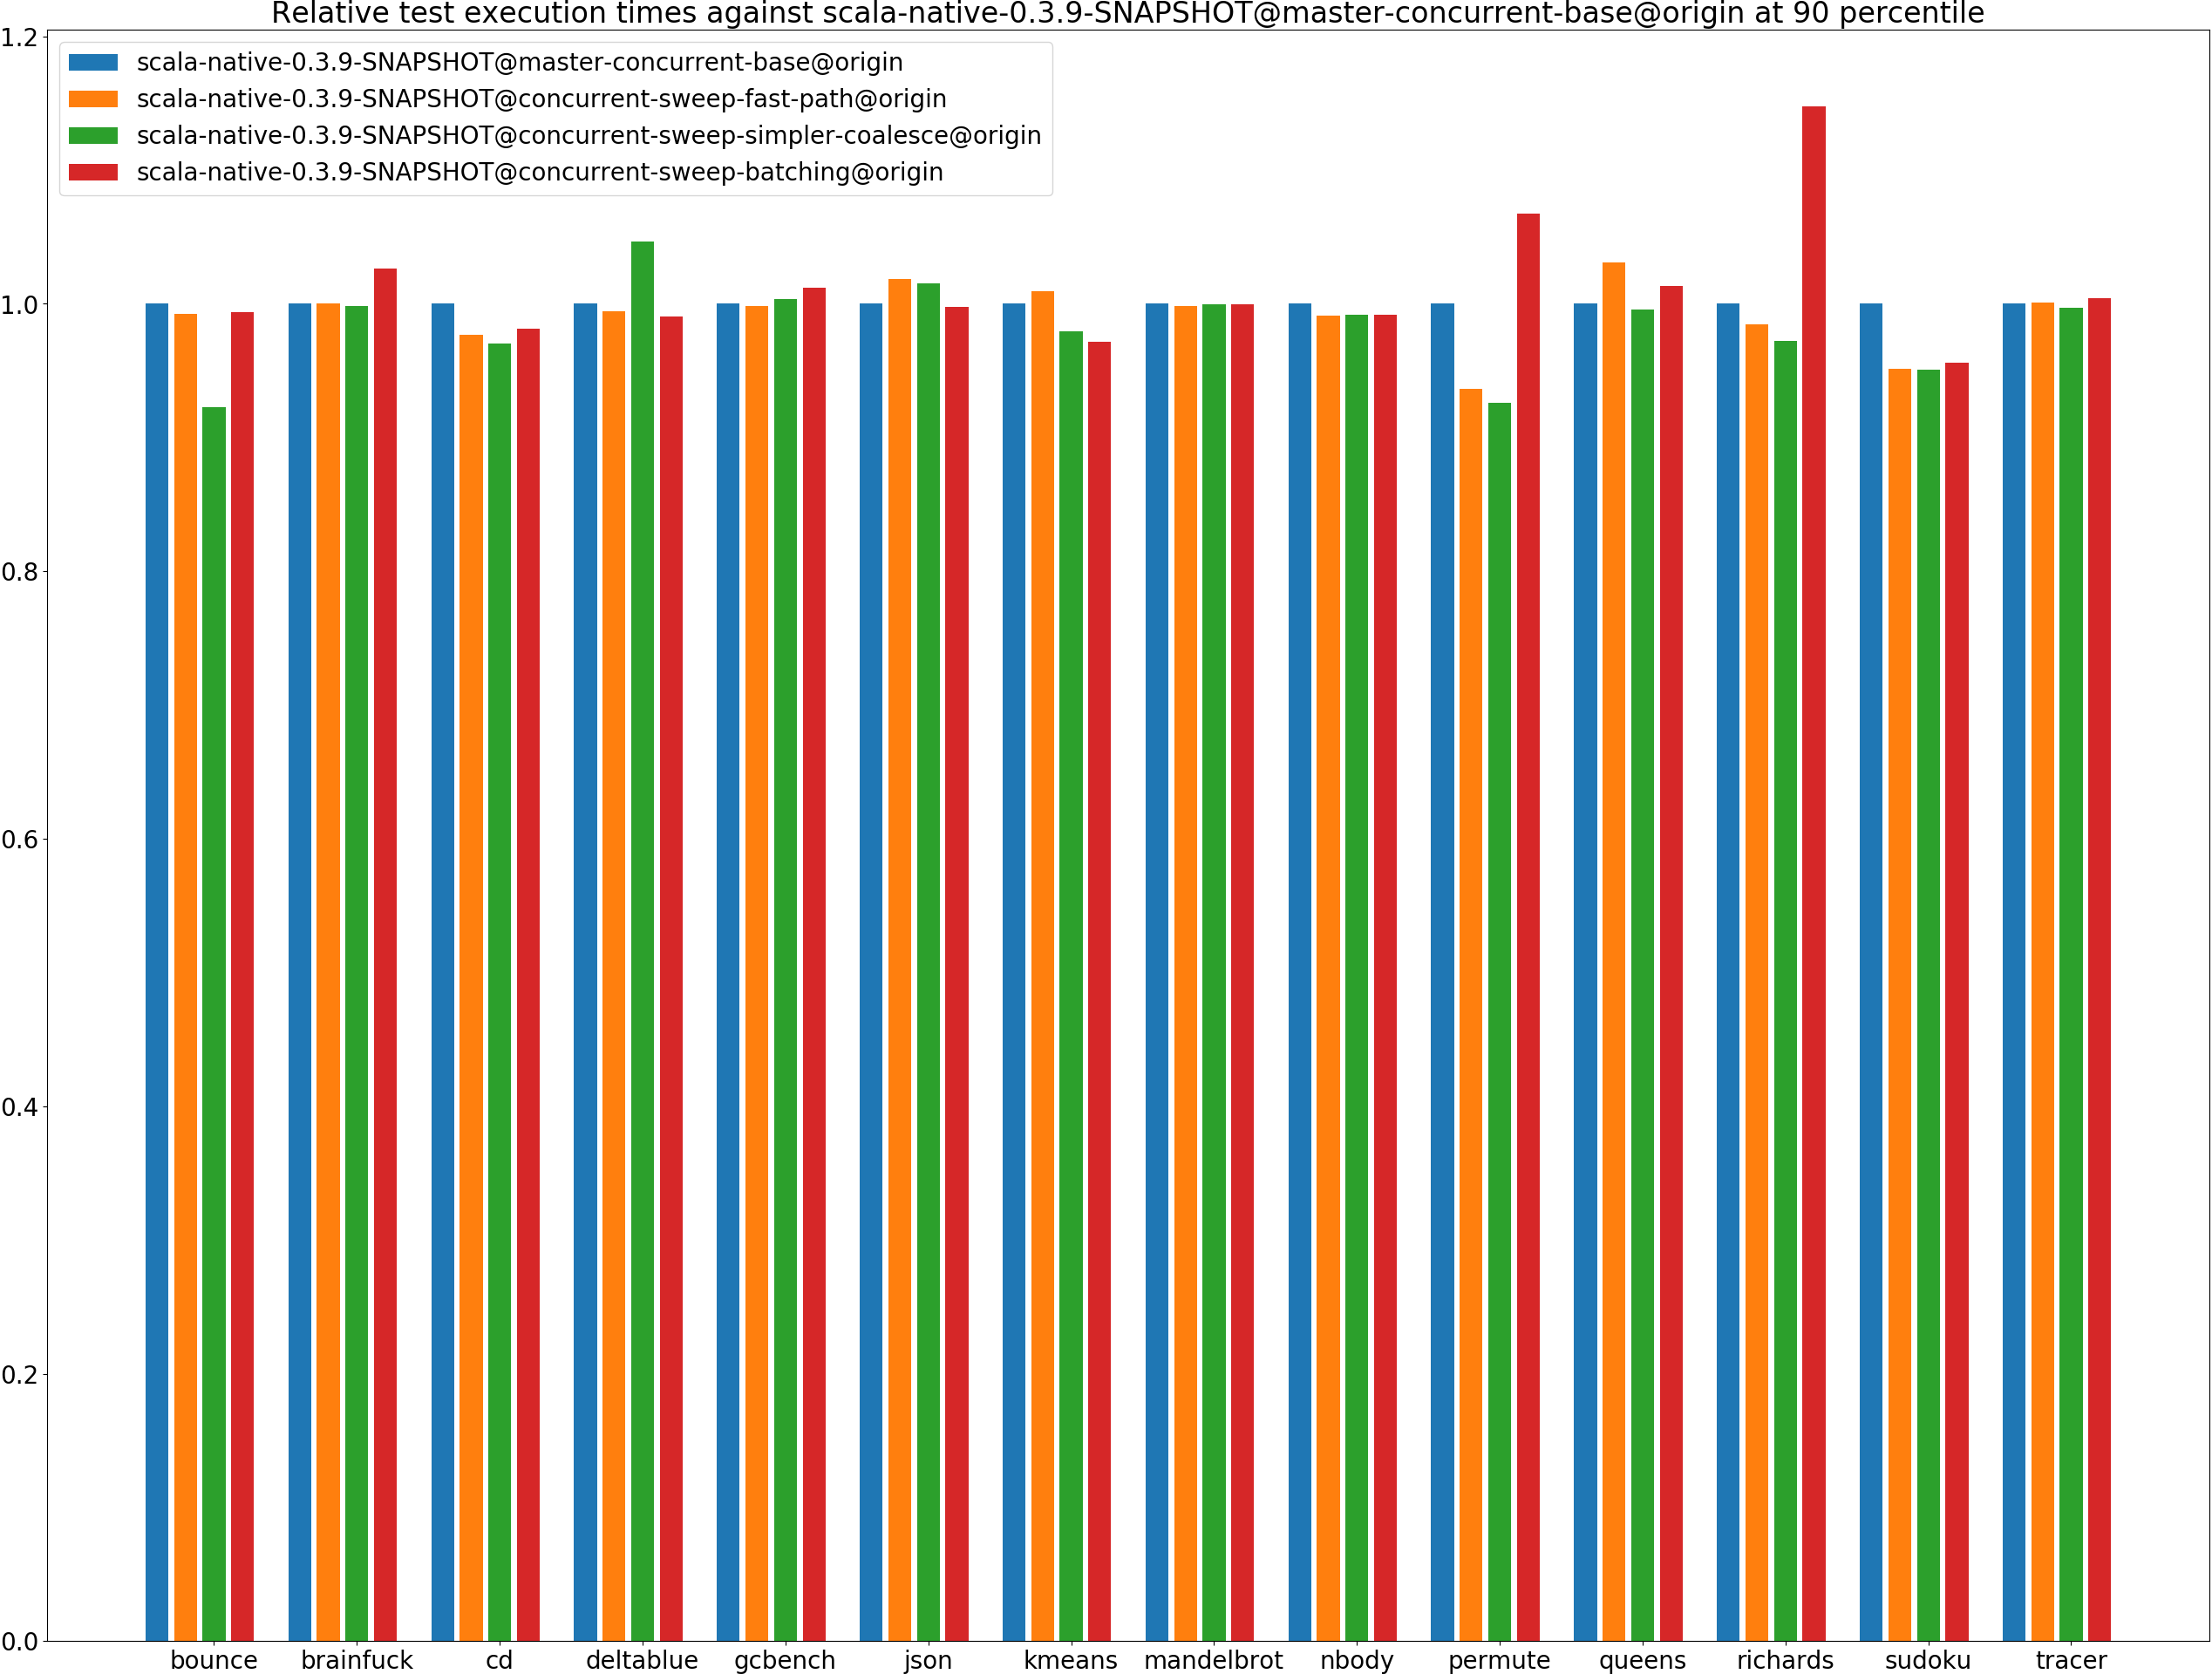 Relative test execution times against scala-native-0.3.9-SNAPSHOT@master-concurrent-base@origin at 90 percentile
1.2
scala-native-0.3.9-SNAPSHOT@master-concurrent-base@origin
scala-native-0.3.9-SNAPSHOT@concurrent-sweep-fast-path@origin
scala-native-0.3.9-SNAPSHOT@concurrent-sweep-simpler-coalesce@origin
scala-native-0.3.9-SNAPSHOT@concurrent-sweep-batching@origin
1.0
0.8
0.6
0.4
0.2
0.0
bounce brainfuck cd deltablue gcbench json kmeans mandelbrot nbody permute queens richards sudoku tracer